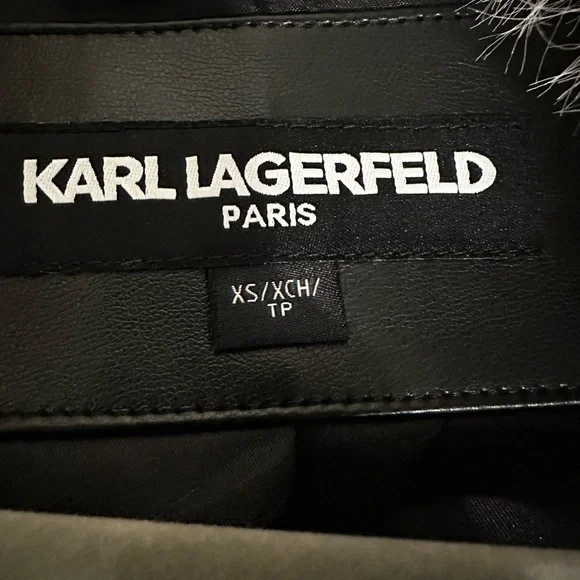 KARL LAGERFELD
PARIS
XS/XCH/
TP